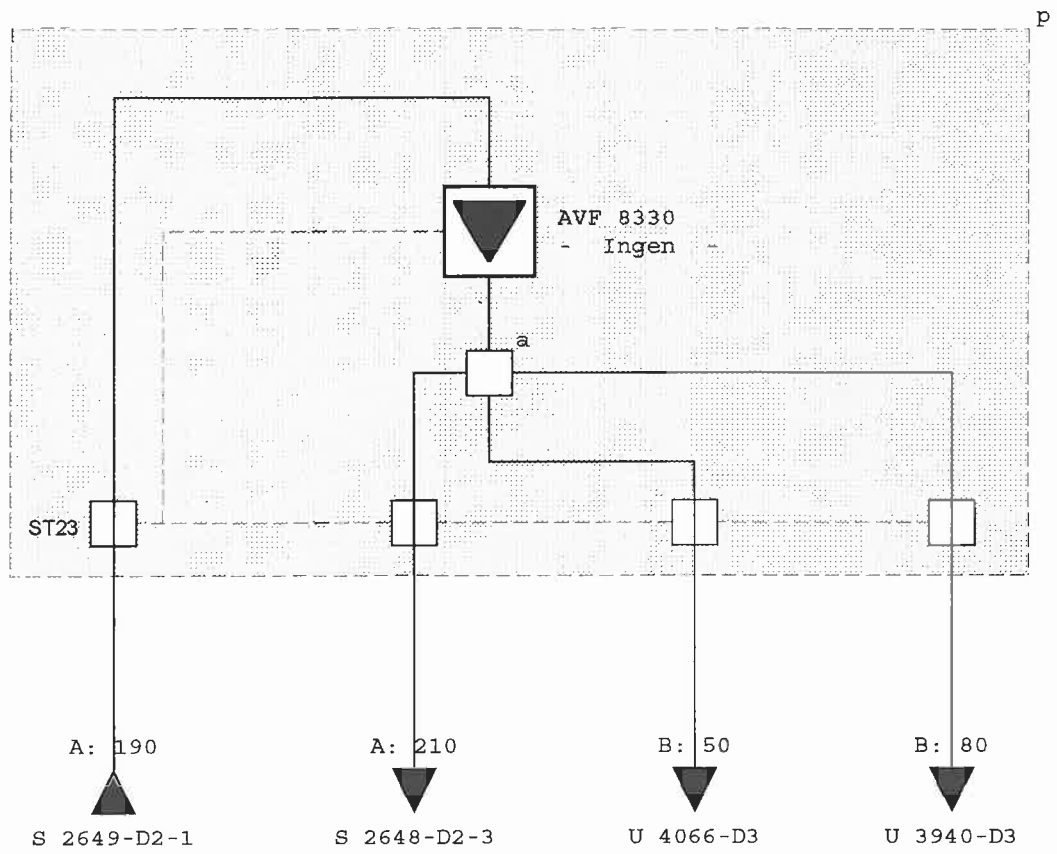 p
AVF 8330
- Ingen -
a
ST23
A: 190
A: 210
B: 50
B: 80
S 2649-D2-1
S 2648-D2-3
U 4066-D3
U 3940-D3